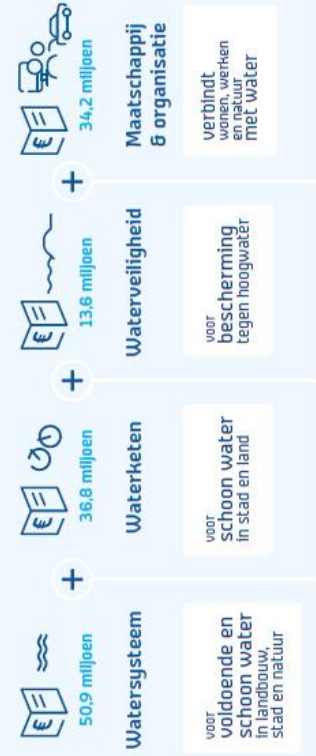 50,9 miljoen
Watersysteem
voor
voldoende en
schoon water
in landbouw,
stad en natuur
+
36,8 miljoen
Waterketen
voor
schoon water
in stad en land
+
13,6 miljoen
Waterveiligheid
voor
bescherming
tegen hoogwater
+
34,2 miljoen
Maatschappij
& organisatie
verbindt
wonen, werken
en natuur
met water